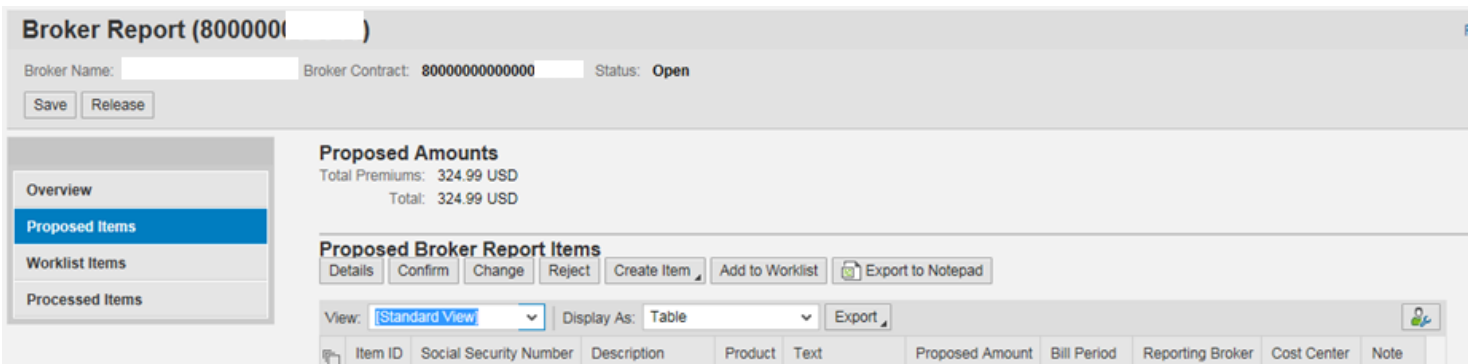 Broker Report (8000000 )
Broker Name: Broker Contract: 80000000000000 Status: Open
Save Release
Proposed Amounts
Total Premiums: 324.99 USD
Total: 324.99 USD
Overview
Proposed Items
Worklist Items
Processed Items
Proposed Broker Report Items
Details Confirm Change Reject Create Item Add to Worklist Export to Notepad
View: [Standard View] Display As: Table Export
Item ID Social Security Number Description Product Text Proposed Amount Bill Period Reporting Broker Cost Center Note